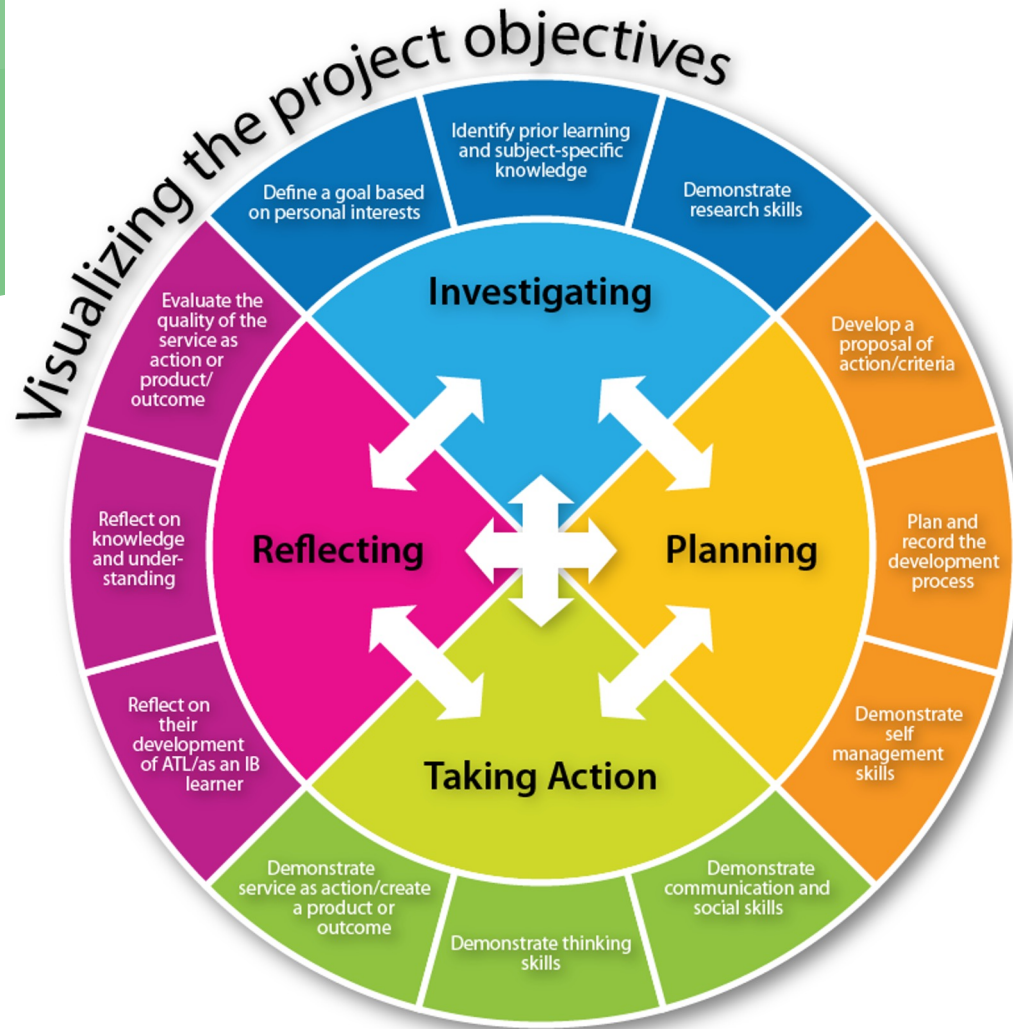 Visualizing the project objectives
Define a goal based
on personal interests
Identify prior learning
and subject-specific
knowledge
Demonstrate
research skills
Investigating
Develop a
proposal of
action/criteria
Plan and
record the
development
process
Demonstrate
self
management
skills
Planning
Demonstrate
communication and
social skills
Demonstrate thinking
skills
Demonstrate
service as action/create
a product or
outcome
Taking Action
Reflect on
their
development
of ATL/as an IB
learner
Reflect on
knowledge
and under-
standing
Evaluate the
quality of the
service as
action or
product/
outcome
Reflecting